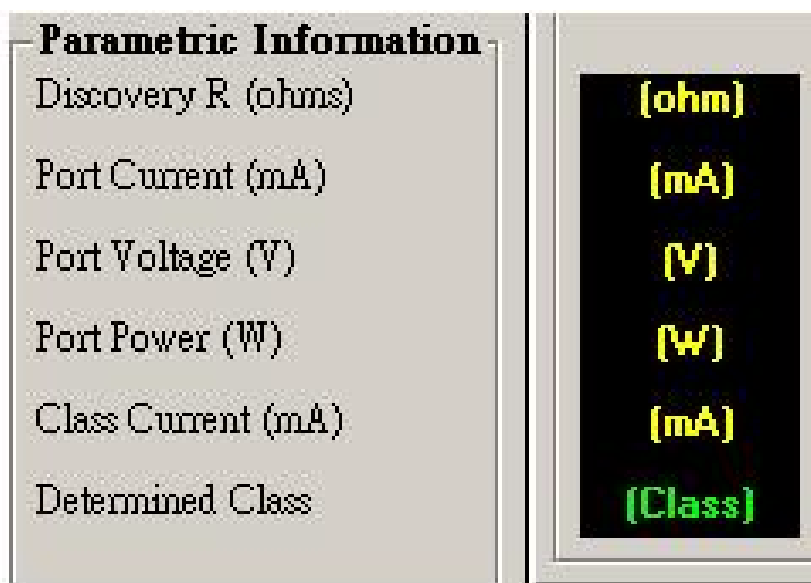 Parametric Information
Discovery R (ohms) (ohm)
Port Current (mA) (mA)
Port Voltage (V) (V)
Port Power (W) (W)
Class Current (mA) (mA)
Determined Class (Class)